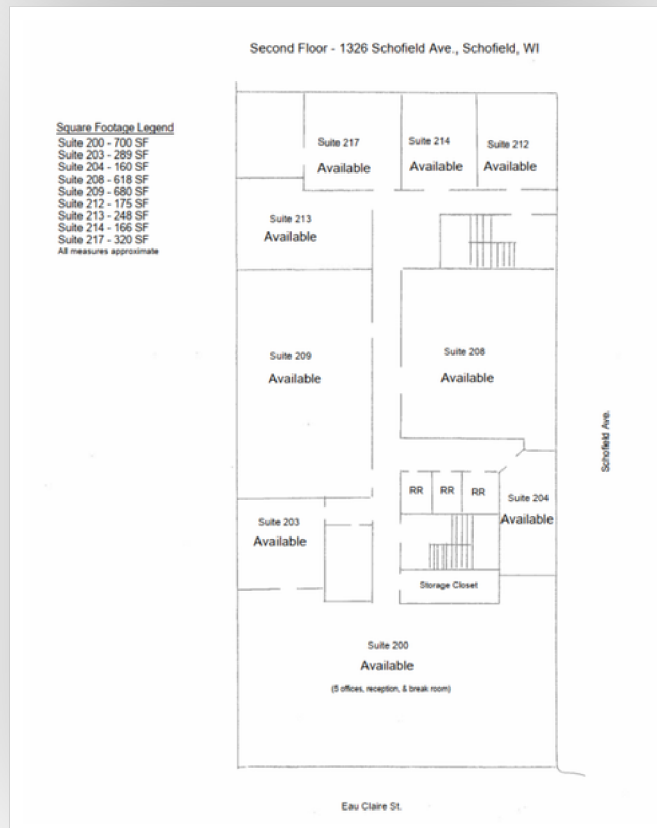 Second Floor - 1326 Schofield Ave., Schofield, WI
Square Footage Legend
Suite 200 - 700 SF
Suite 203 - 289 SF
Suite 204 - 160 SF
Suite 208 - 618 SF
Suite 209 - 680 SF
Suite 212 - 175 SF
Suite 213 - 248 SF
Suite 214 - 166 SF
Suite 217 - 320 SF
All measures approximate
Suite 217
Available
Suite 214
Available
Suite 212
Available
Suite 213
Available
Suite 209
Available
Suite 208
Available
Schofield Ave.
RR
RR
RR
Suite 204
Available
Suite 203
Available
Storage Closet
Suite 200
Available
(5 offices, reception, & break room)
Eau Claire St.